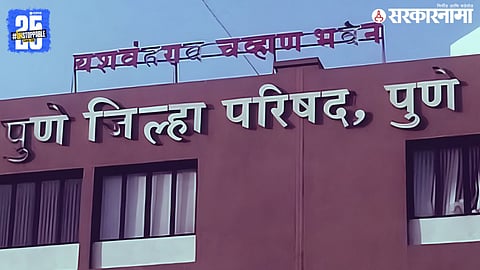 25
#UNSTOPPABLE
सरकारनामा
यशवंतराव चव्हाण भवन
पुणे जिल्हा परिषद, पुणे